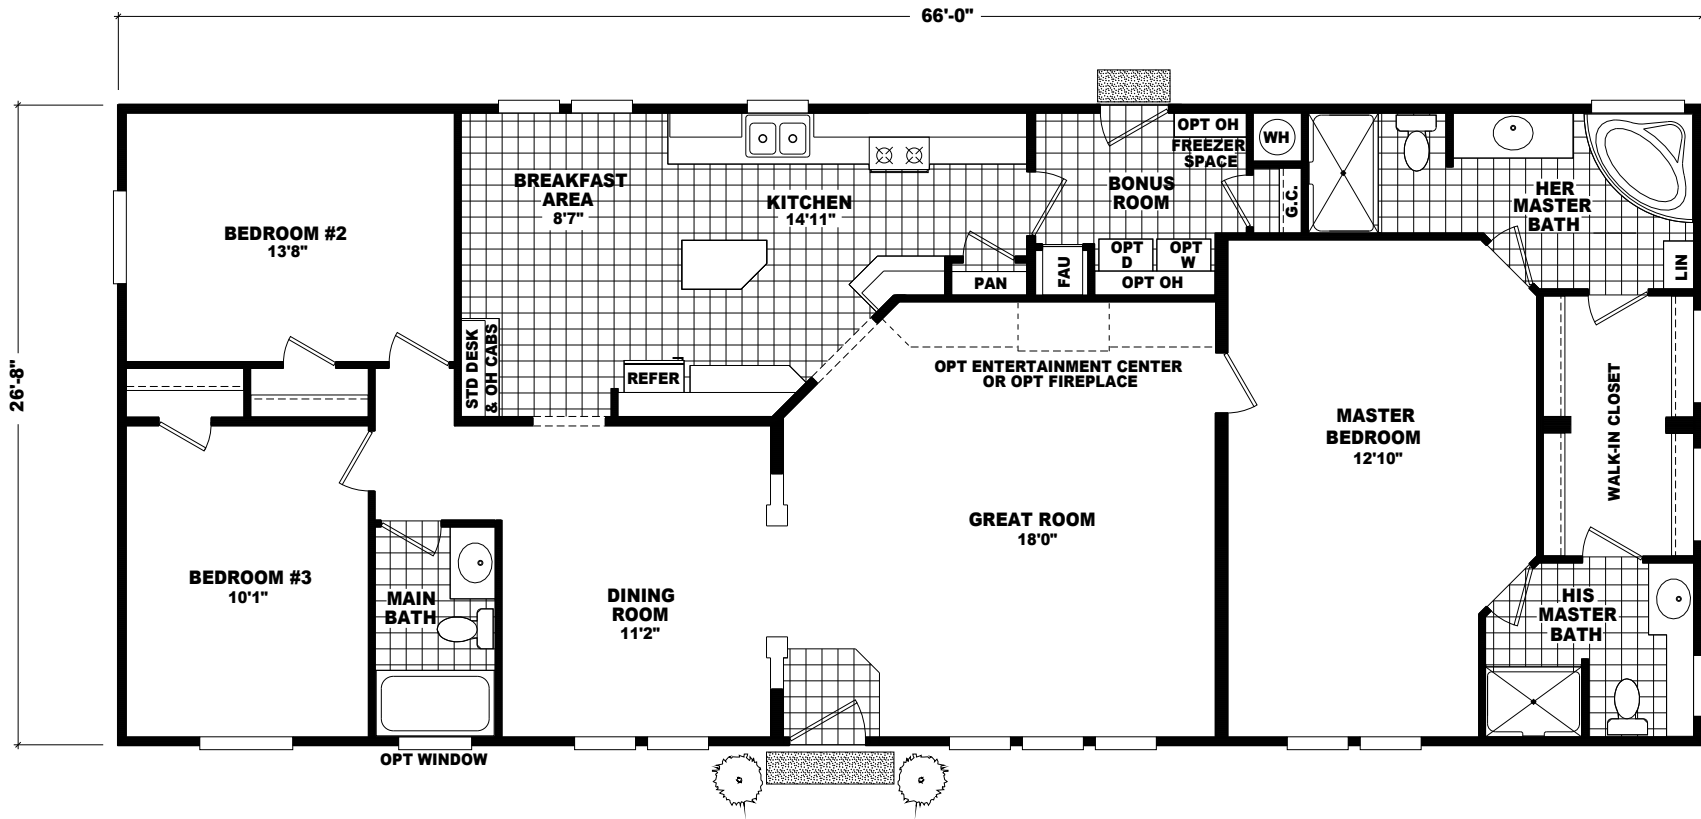 66'-0"
26'-8"
BEDROOM #2
13'8"
BREAKFAST
AREA
8'7"
KITCHEN
14'11"
BONUS
ROOM
OPT OH
FREEZER
SPACE
WH
G.C.
HER
MASTER
BATH
LIN
STD DESK
& OH CABS
REFER
PAN
FAU
OPT
D
OPT
W
OPT OH
OPT ENTERTAINMENT CENTER
OR OPT FIREPLACE
MASTER
BEDROOM
12'10"
WALK-IN CLOSET
GREAT ROOM
18'0"
BEDROOM #3
10'1"
MAIN
BATH
DINING
ROOM
11'2"
HIS
MASTER
BATH
OPT WINDOW